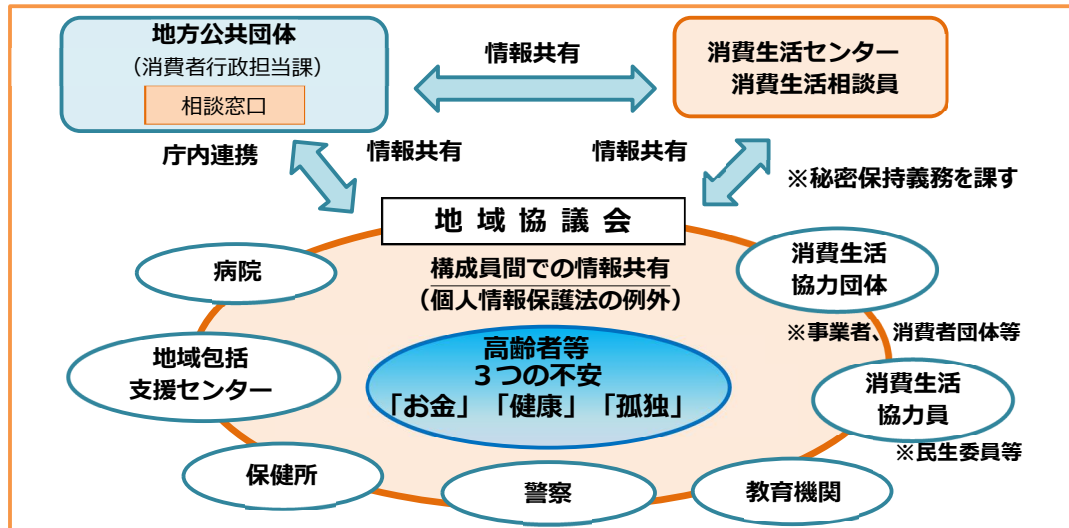 地方公共団体
（消費者行政担当課）
相談窓口
情報共有
消費生活センター
消費生活相談員
庁内連携
情報共有
情報共有
※秘密保持義務を課す
地域協議会
構成員間での情報共有
（個人情報保護法の例外）
病院
消費生活
協力団体
※事業者、消費者団体等
地域包括
支援センター
高齢者等
３つの不安
「お金」「健康」「孤独」
消費生活
協力員
※民生委員等
保健所
警察
教育機関